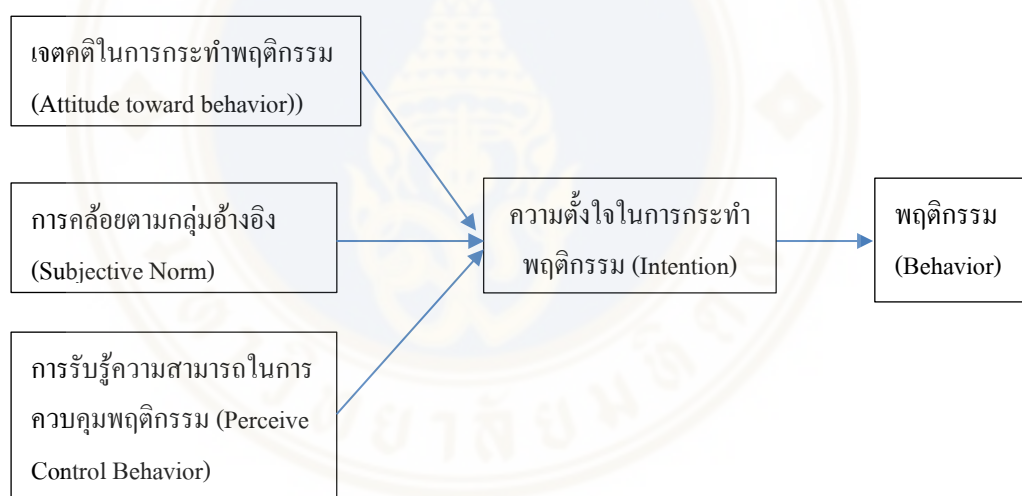 เจตคติในการกระทำพฤติกรรม
(Attitude toward behavior))
การคล้อยตามกลุ่มอ้างอิง
(Subjective Norm)
การรับรู้ความสามารถในการ
ควบคุมพฤติกรรม (Perceive
Control Behavior)
ความตั้งใจในการกระทำ
พฤติกรรม (Intention)
พฤติกรรม
(Behavior)